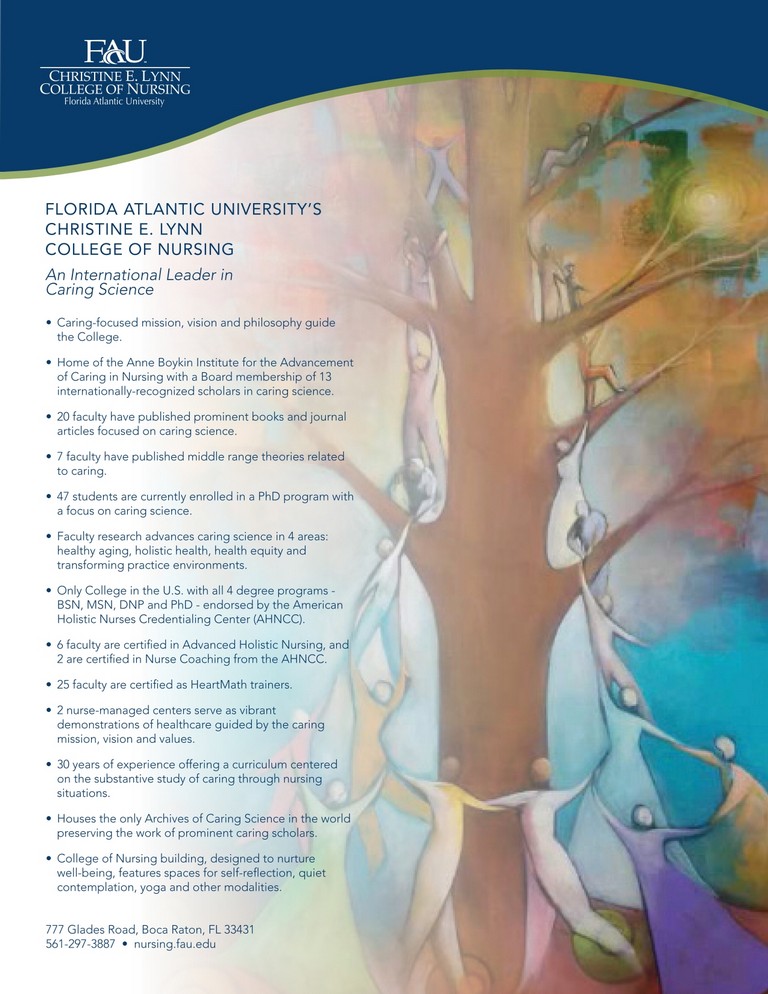 FAU
CHRISTINE E. LYNN
COLLEGE OF NURSING
Florida Atlantic University
FLORIDA ATLANTIC UNIVERSITY’S
CHRISTINE E. LYNN
COLLEGE OF NURSING
An International Leader in
Caring Science
• Caring-focused mission, vision and philosophy guide
the College.
• Home of the Anne Boykin Institute for the Advancement
of Caring in Nursing with a Board membership of 13
internationally-recognized scholars in caring science.
• 20 faculty have published prominent books and journal
articles focused on caring science.
• 7 faculty have published middle range theories related
to caring.
• 47 students are currently enrolled in a PhD program with
a focus on caring science.
• Faculty research advances caring science in 4 areas:
healthy aging, holistic health, health equity and
transforming practice environments.
• Only College in the U.S. with all 4 degree programs -
BSN, MSN, DNP and PhD - endorsed by the American
Holistic Nurses Credentialing Center (AHNCC).
• 6 faculty are certified in Advanced Holistic Nursing, and
2 are certified in Nurse Coaching from the AHNCC.
• 25 faculty are certified as HeartMath trainers.
• 2 nurse-managed centers serve as vibrant
demonstrations of healthcare guided by the caring
mission, vision and values.
• 30 years of experience offering a curriculum centered
on the substantive study of caring through nursing
situations.
• Houses the only Archives of Caring Science in the world
preserving the work of prominent caring scholars.
• College of Nursing building, designed to nurture
well-being, features spaces for self-reflection, quiet
contemplation, yoga and other modalities.
777 Glades Road, Boca Raton, FL 33431
561-297-3887 • nursing.fau.edu